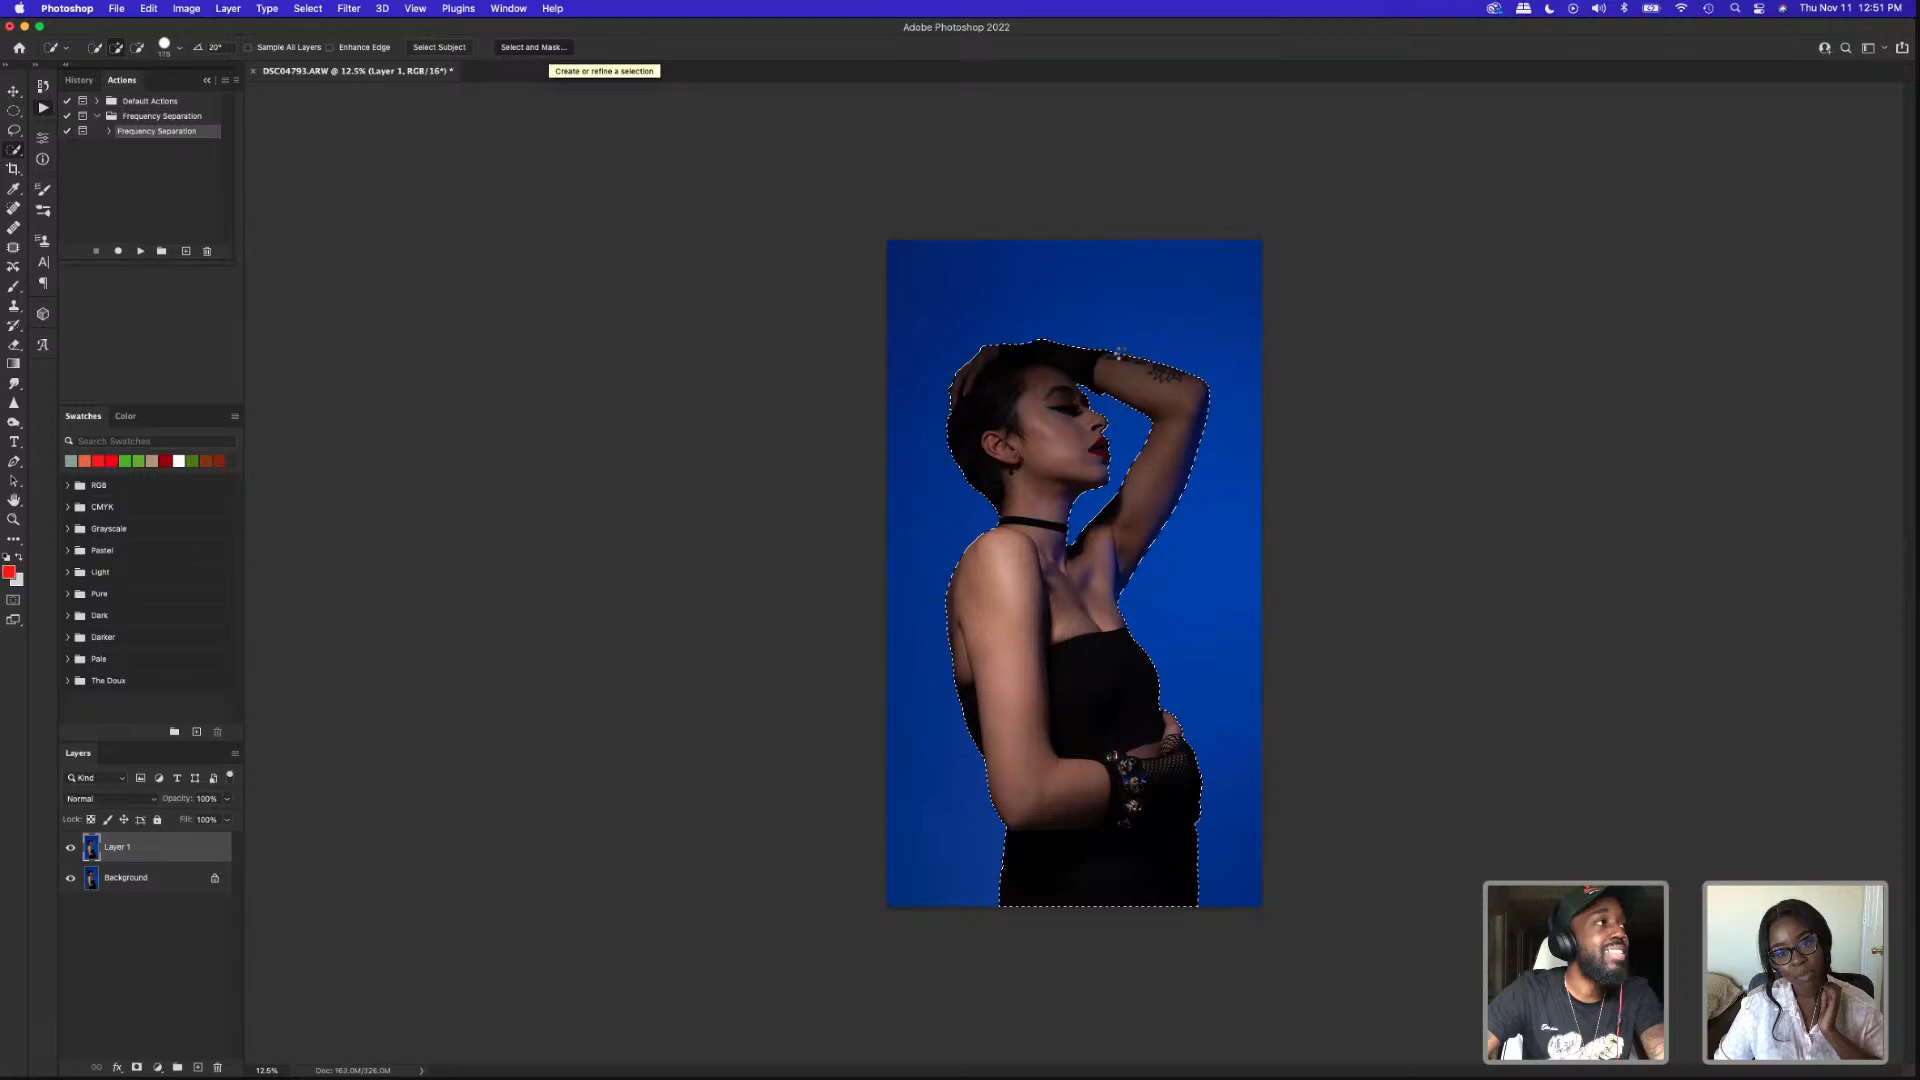 Photoshop File Edit Image Layer Type Select Filter 3D View Plugins Window Help Thu Nov 11 12:51 PM
Adobe Photoshop 2022
175 20° Sample All Layers Enhance Edge Select Subject Select and Mask...
Create or refine a selection
DSC04793.ARW @ 12.5% (Layer 1, RGB/16*) *
History Actions
Default Actions
Frequency Separation
Frequency Separation
Swatches Color
Search Swatches
RGB
CMYK
Grayscale
Pastel
Light
Pure
Dark
Darker
Pale
The Doux
Layers
Kind
Normal Opacity: 100%
Lock: Fill: 100%
Layer 1
Background
12.5% Doc: 163.0M/326.0M